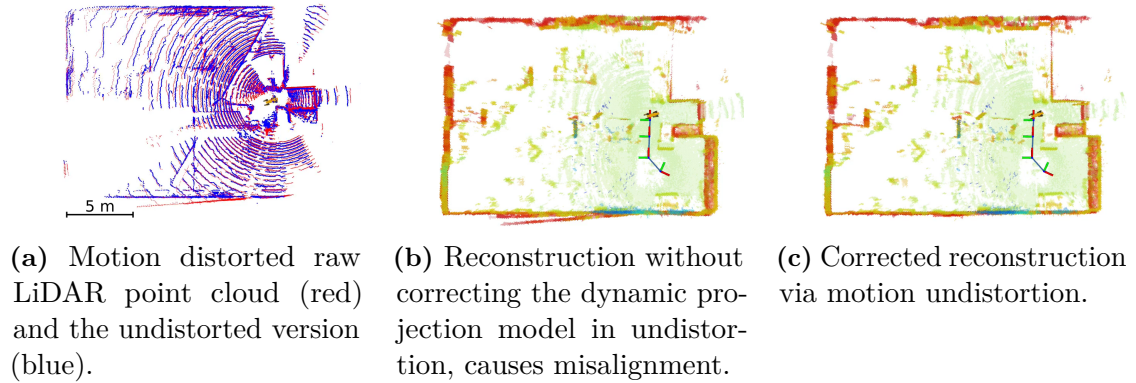 5 m
(a) Motion distorted raw
LiDAR point cloud (red)
and the undistorted version
(blue).
(b) Reconstruction without
correcting the dynamic pro-
jection model in undistor-
tion, causes misalignment.
(c) Corrected reconstruction
via motion undistortion.